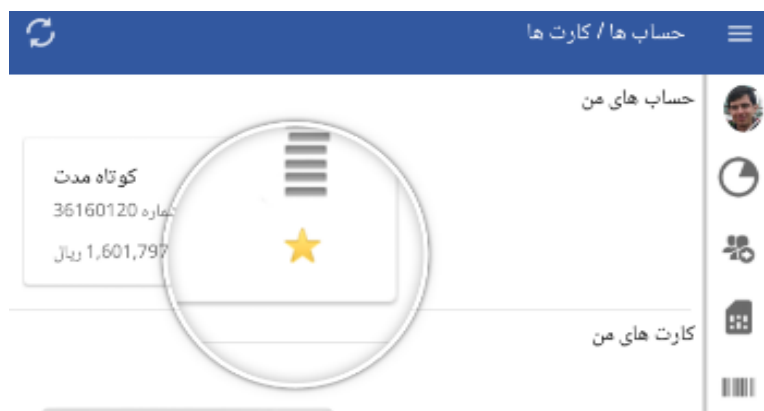 حساب ها / کارت ها
حساب های من
کوتاه مدت
36160120
1,601,797 ریال
کارت های من